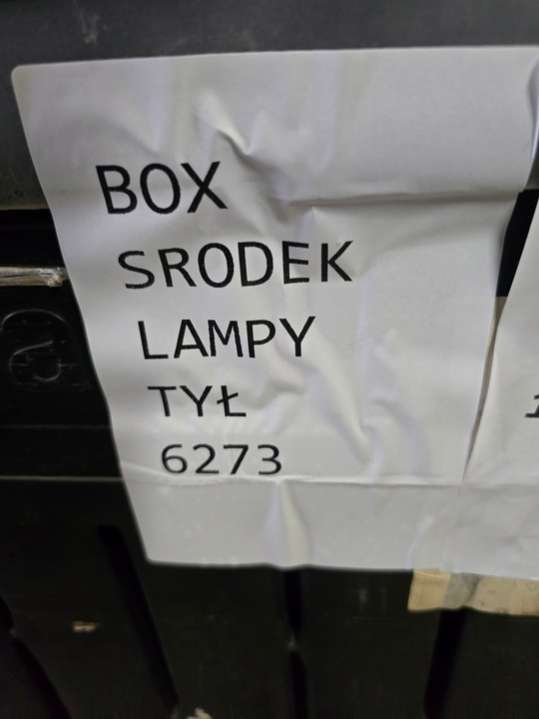 BOX
SRODEK
LAMPY
TYŁ
6273